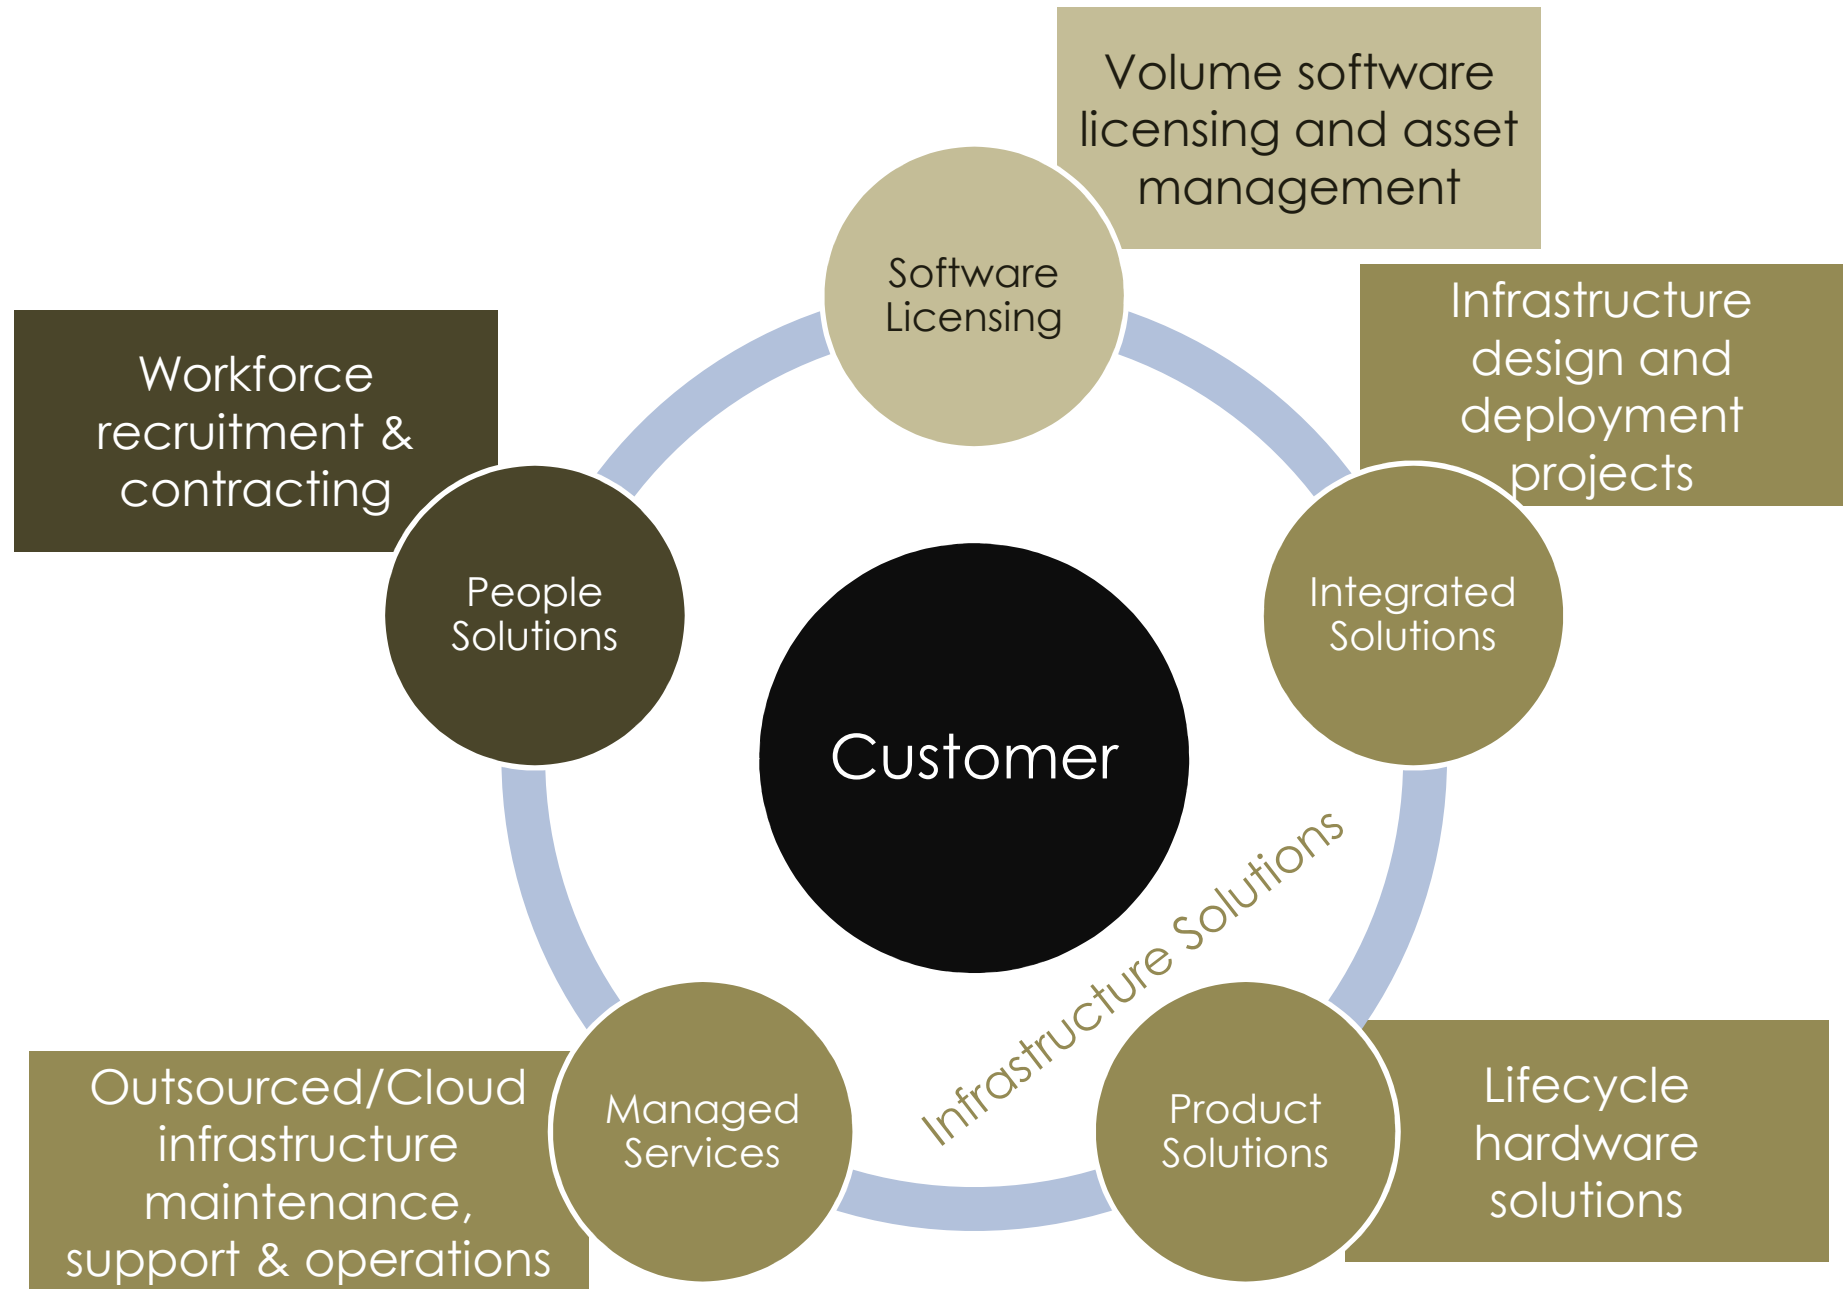 Volume software
licensing and asset
management
Software
Licensing
Infrastructure
design and
deployment
projects
Workforce
recruitment &
contracting
People
Solutions
Integrated
Solutions
Customer
Infrastructure Solutions
Managed
Services
Product
Solutions
Outsourced/Cloud
infrastructure
maintenance,
support & operations
Lifecycle
hardware
solutions